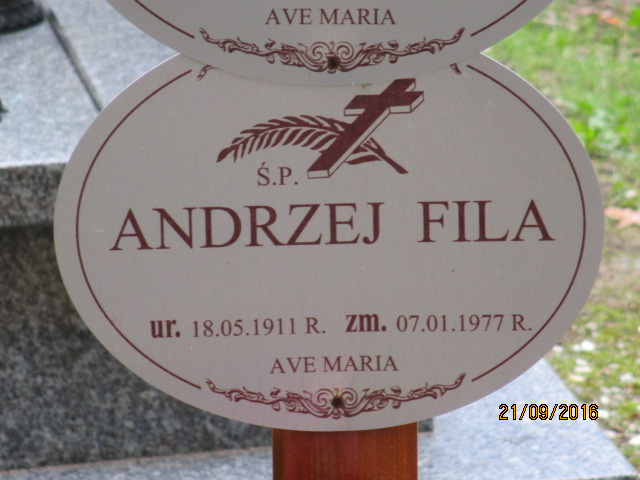 AVE MARIA
Ś.P.
ANDRZEJ FILA
ur. 18.05.1911 R. zm. 07.01.1977 R.
AVE MARIA
21/09/2016